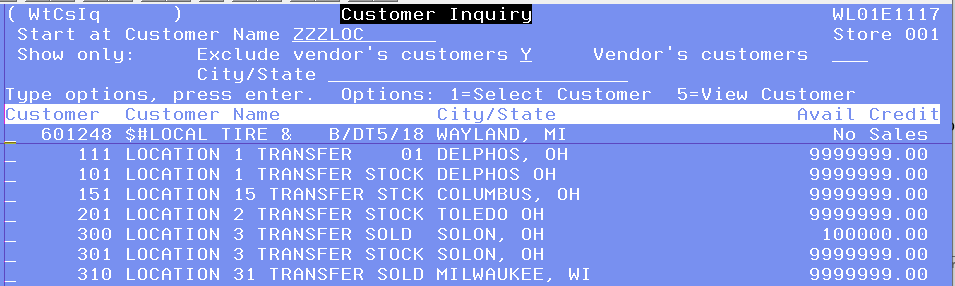 ( WtCsIq ) Customer Inquiry WL01E1117
Start at Customer Name ZZZLOC______ Store 001
Show only: Exclude vendor's customers Y Vendor's customers ___
City/State _________________________
Type options, press enter. Options: 1=Select Customer 5=View Customer
Customer Customer Name City/State Avail Credit
_ 601248 $#LOCAL TIRE & B/DT5/18 WAYLAND, MI No Sales
_ 111 LOCATION 1 TRANSFER 01 DELPHOS, OH 9999999.00
_ 101 LOCATION 1 TRANSFER STOCK DELPHOS OH 9999999.00
_ 151 LOCATION 15 TRANSFER STCK COLUMBUS, OH 9999999.00
_ 201 LOCATION 2 TRANSFER STOCK TOLEDO OH 9999999.00
_ 300 LOCATION 3 TRANSFER SOLD SOLON, OH 100000.00
_ 301 LOCATION 3 TRANSFER STOCK SOLON, OH 9999999.00
_ 310 LOCATION 31 TRANSFER SOLD MILWAUKEE, WI 9999999.00